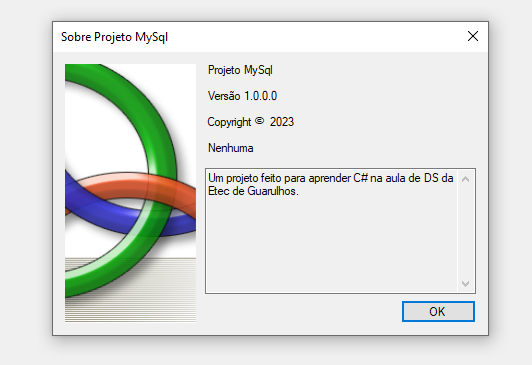 Sobre Projeto MySql
Projeto MySql
Versão 1.0.0.0
Copyright © 2023
Nenhuma
Um projeto feito para aprender C# na aula de DS da
Etec de Guarulhos.
OK